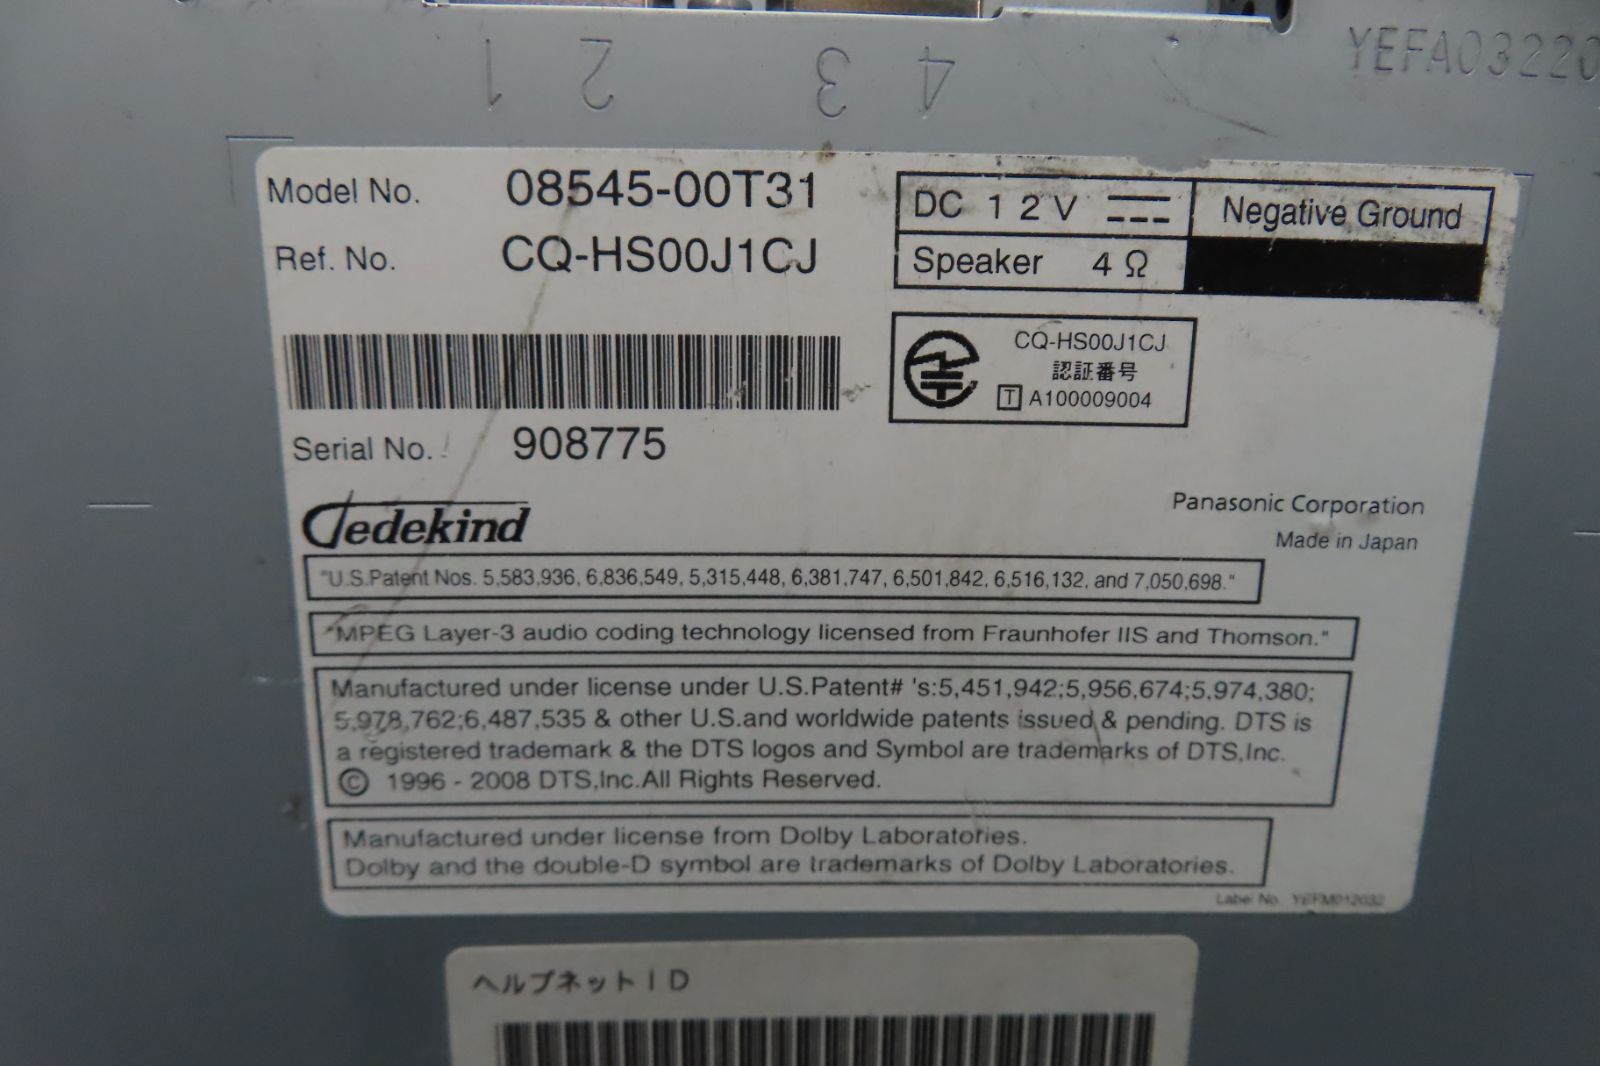 1 2 3 4
Model No. 08545-00T31
Ref. No. CQ-HS00J1CJ
DC 12V Negative Ground
Speaker 4Ω
CQ-HS00J1CJ
認証番号
T A100009004
Serial No. 908775
Dedekind
Panasonic Corporation
Made in Japan
"U.S.Patent Nos. 5,583,936, 6,836,549, 5,315,448, 6,381,747, 6,501,842, 6,516,132, and 7,050,698."
"MPEG Layer-3 audio coding technology licensed from Fraunhofer IIS and Thomson."
Manufactured under license under U.S.Patent# 's:5,451,942;5,956,674;5,974,380;
5,978,762;6,487,535 & other U.S.and worldwide patents issued & pending. DTS is
a registered trademark & the DTS logos and Symbol are trademarks of DTS,Inc.
© 1996 - 2008 DTS,Inc.All Rights Reserved.
Manufactured under license from Dolby Laboratories.
Dolby and the double-D symbol are trademarks of Dolby Laboratories.
Label No. YEFM012032
ヘルプネットID